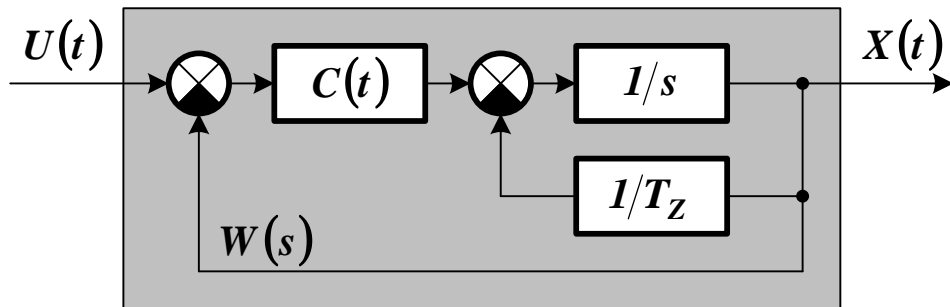 U(t)
X(t)
C(t)
1/s
1/T_Z
W(s)